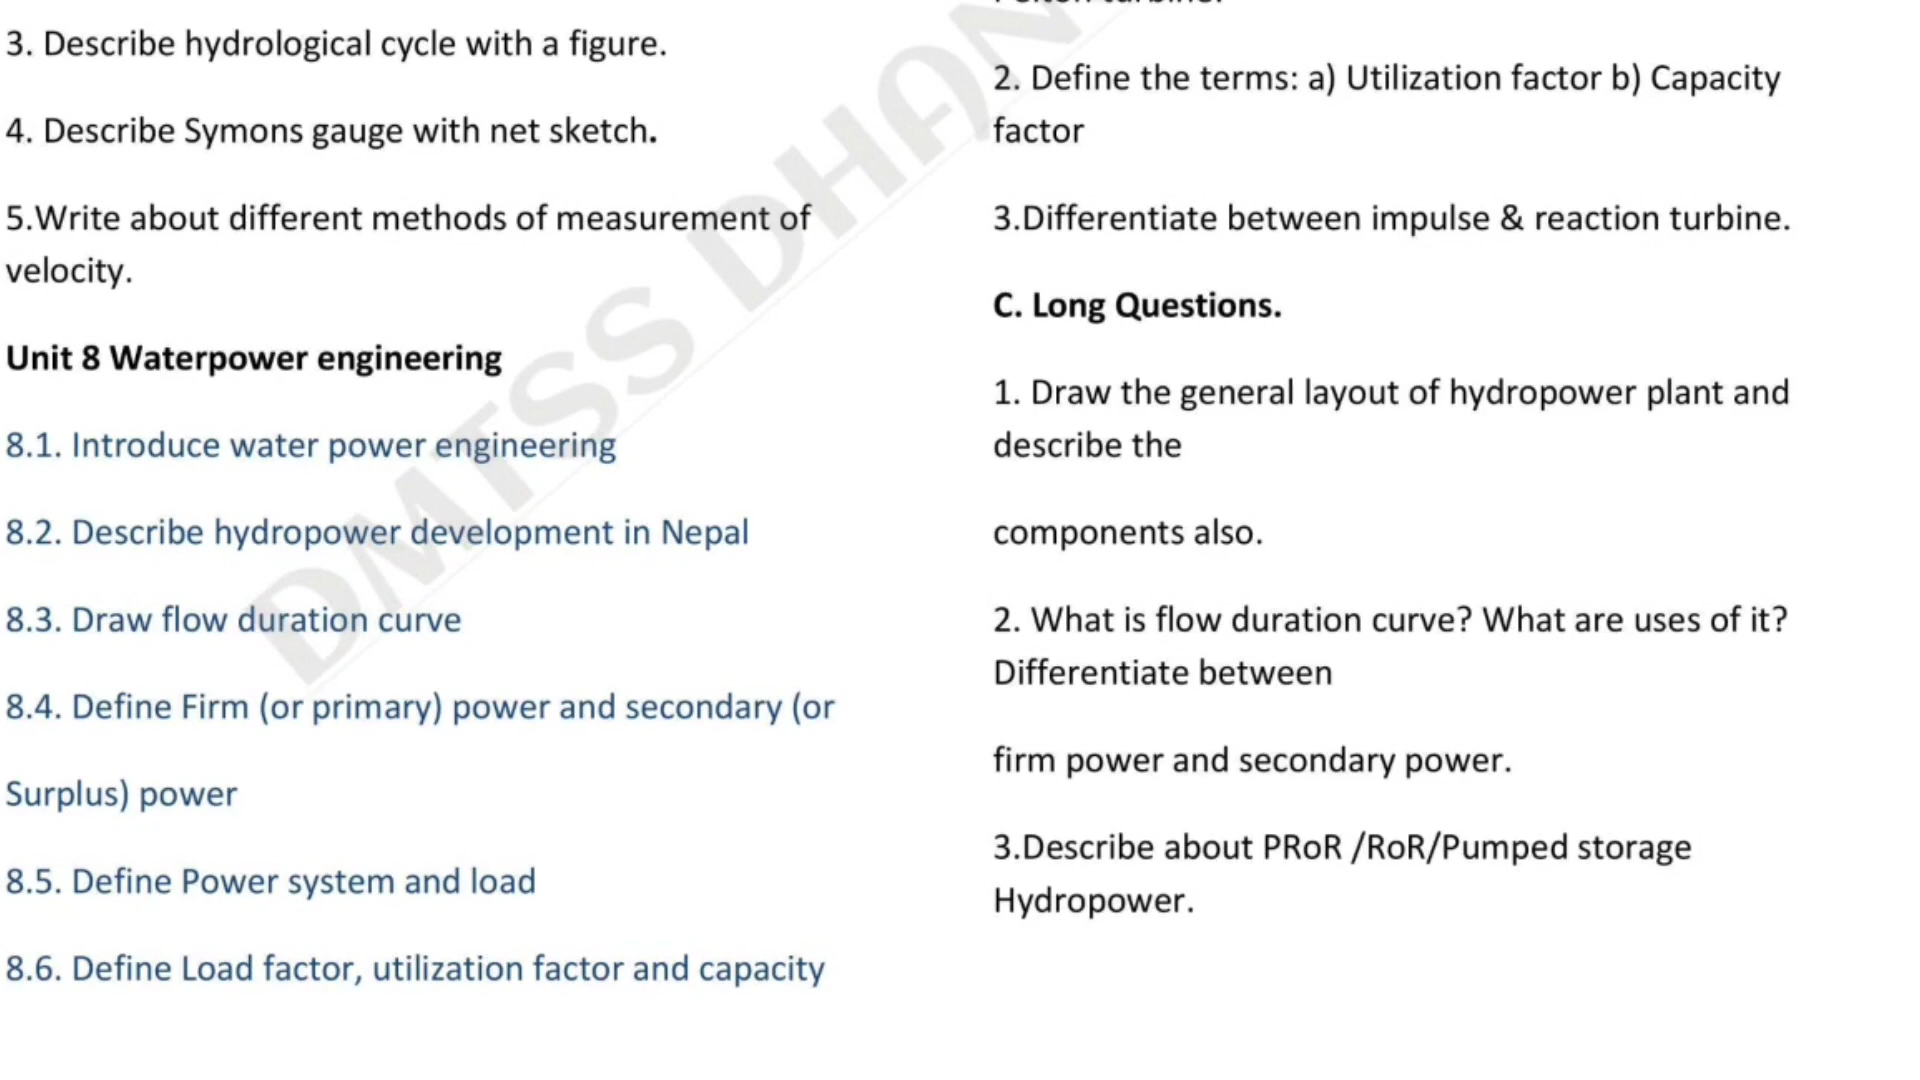 3. Describe hydrological cycle with a figure.
4. Describe Symons gauge with net sketch.
5.Write about different methods of measurement of
velocity.
Unit 8 Waterpower engineering
8.1. Introduce water power engineering
8.2. Describe hydropower development in Nepal
8.3. Draw flow duration curve
8.4. Define Firm (or primary) power and secondary (or
Surplus) power
8.5. Define Power system and load
8.6. Define Load factor, utilization factor and capacity
2. Define the terms: a) Utilization factor b) Capacity
factor
3.Differentiate between impulse & reaction turbine.
C. Long Questions.
1. Draw the general layout of hydropower plant and
describe the
components also.
2. What is flow duration curve? What are uses of it?
Differentiate between
firm power and secondary power.
3.Describe about PRoR /RoR/Pumped storage
Hydropower.
DMTSS DHAN